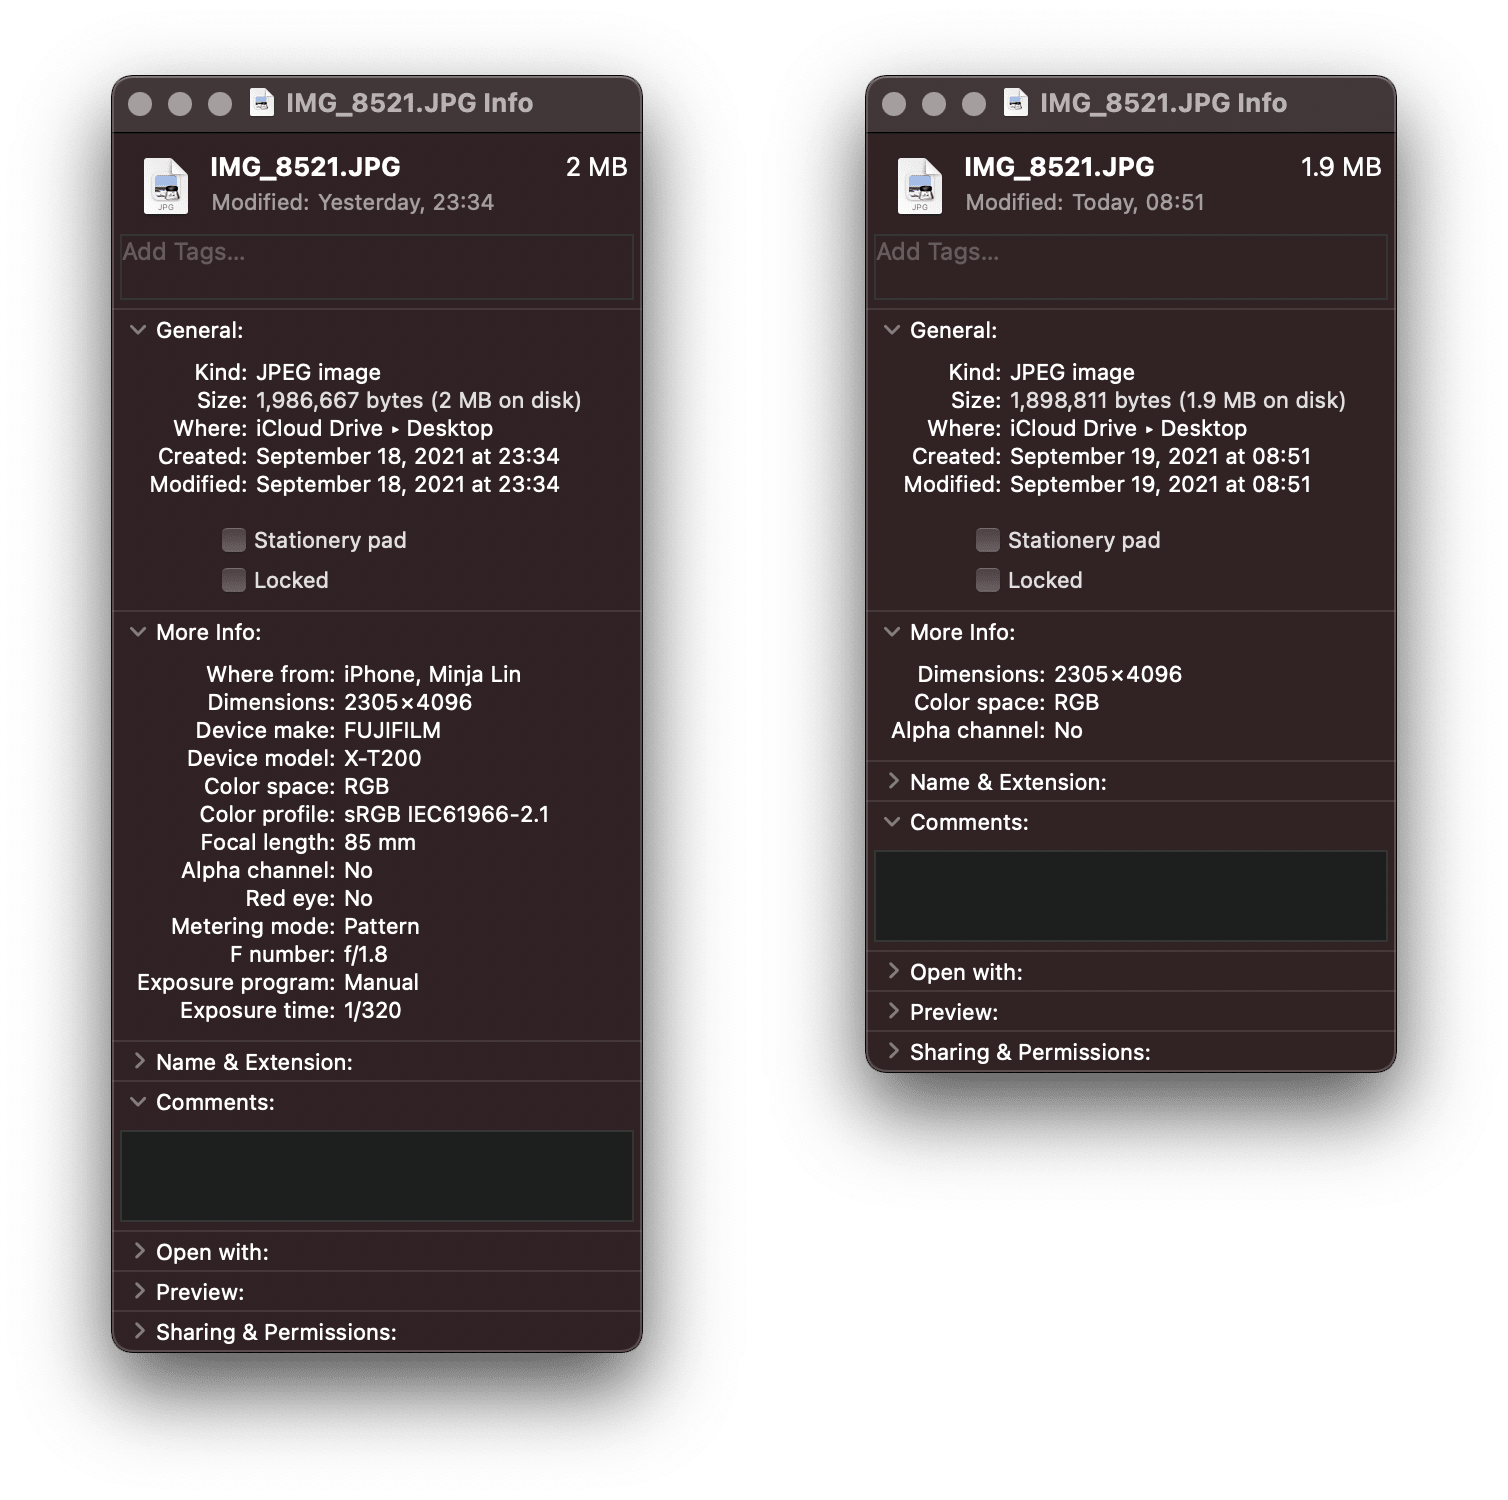 IMG_8521.JPG Info
IMG_8521.JPG 2 MB
Modified: Yesterday, 23:34
JPG
Add Tags...
General:
Kind: JPEG image
Size: 1,986,667 bytes (2 MB on disk)
Where: iCloud Drive ▸ Desktop
Created: September 18, 2021 at 23:34
Modified: September 18, 2021 at 23:34
Stationery pad
Locked
More Info:
Where from: iPhone, Minja Lin
Dimensions: 2305×4096
Device make: FUJIFILM
Device model: X-T200
Color space: RGB
Color profile: sRGB IEC61966-2.1
Focal length: 85 mm
Alpha channel: No
Red eye: No
Metering mode: Pattern
F number: f/1.8
Exposure program: Manual
Exposure time: 1/320
Name & Extension:
Comments:
Open with:
Preview:
Sharing & Permissions:
IMG_8521.JPG Info
IMG_8521.JPG 1.9 MB
Modified: Today, 08:51
JPG
Add Tags...
General:
Kind: JPEG image
Size: 1,898,811 bytes (1.9 MB on disk)
Where: iCloud Drive ▸ Desktop
Created: September 19, 2021 at 08:51
Modified: September 19, 2021 at 08:51
Stationery pad
Locked
More Info:
Dimensions: 2305×4096
Color space: RGB
Alpha channel: No
Name & Extension:
Comments:
Open with:
Preview:
Sharing & Permissions: